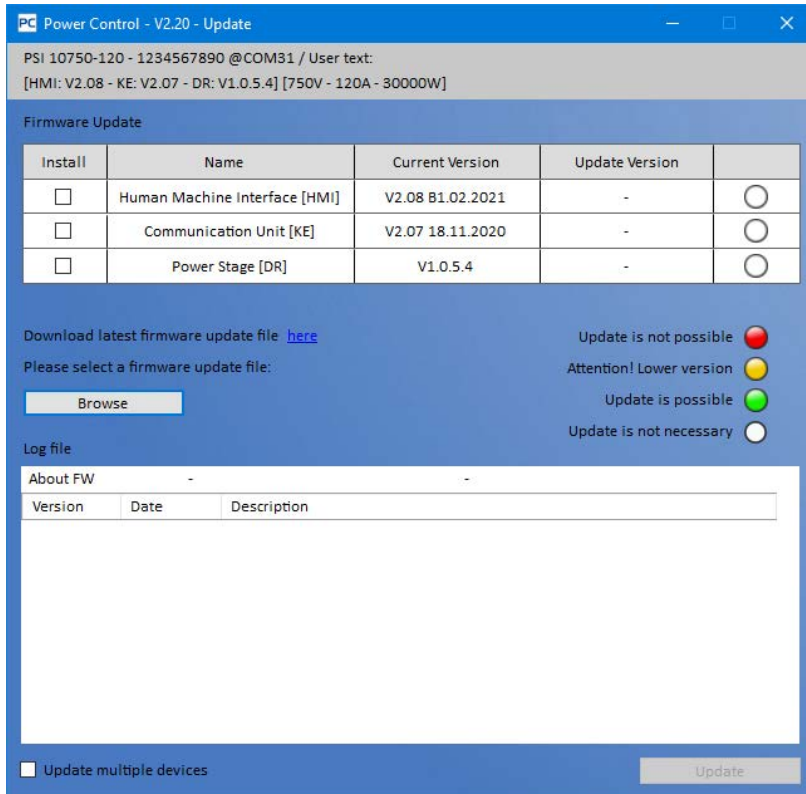 PC Power Control - V2.20 - Update
PSI 10750-120 - 1234567890 @COM31 / User text:
[HMI: V2.08 - KE: V2.07 - DR: V1.0.5.4] [750V - 120A - 30000W]
Firmware Update
Install Name Current Version Update Version
Human Machine Interface [HMI] V2.08 B1.02.2021 -
Communication Unit [KE] V2.07 18.11.2020 -
Power Stage [DR] V1.0.5.4 -
Download latest firmware update file here
Update is not possible
Please select a firmware update file:
Attention! Lower version
Browse
Update is possible
Update is not necessary
Log file
About FW - -
Version Date Description
Update multiple devices
Update